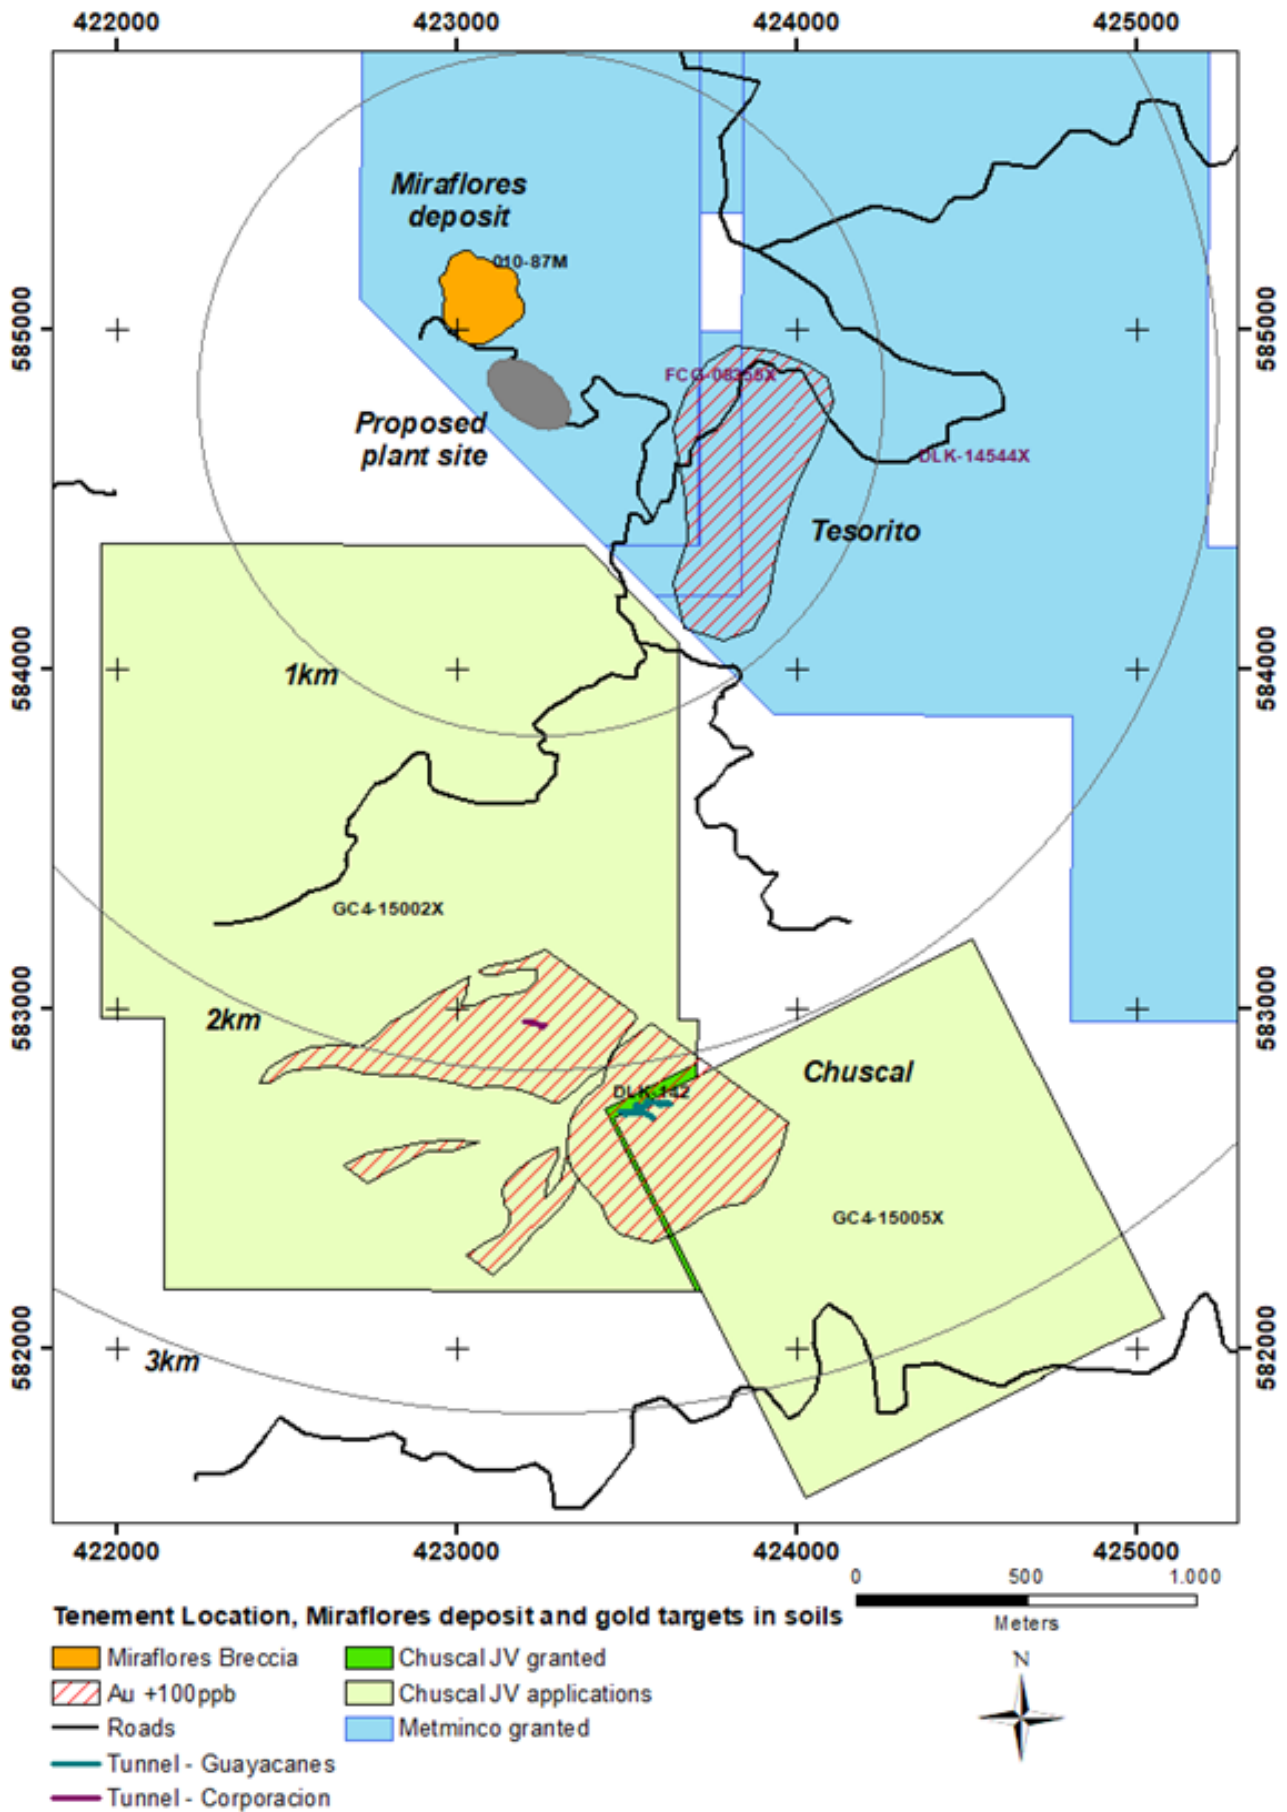 422000 423000 424000 425000
Miraflores
deposit
010-87M
585000 585000
FCG-08355X
Proposed
plant site
DLK-14544X
Tesorito
1km
584000 584000
GC4-15002X
583000 583000
2km
Chuscal
DLK-142
GC4-15005X
582000 582000
3km
422000 423000 424000 425000
0 500 1.000
Meters
Tenement Location, Miraflores deposit and gold targets in soils
Miraflores Breccia Chuscal JV granted
Au +100ppb Chuscal JV applications
Roads Metminco granted
Tunnel - Guayacanes
Tunnel - Corporacion
N